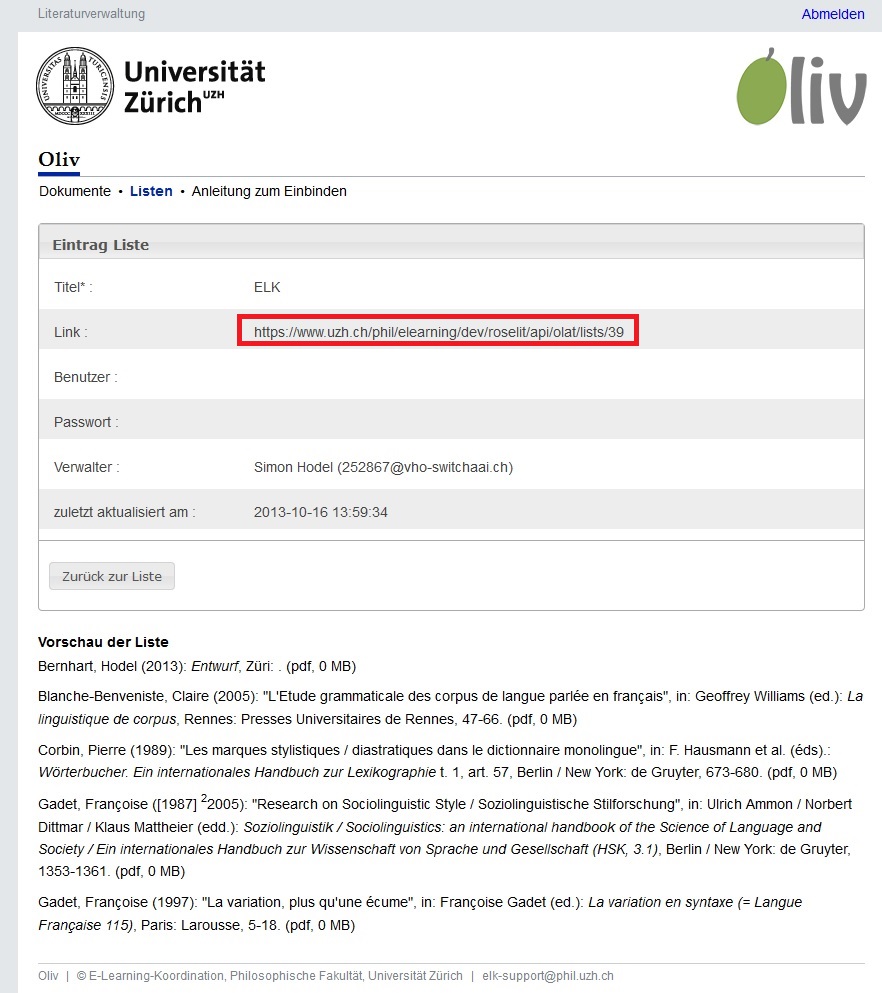 Literaturverwaltung
Abmelden
UNIVERSITAS TURICENSIS
MDCCCXXXIII
Universität
Zürich UZH
Oliv
Oliv
Dokumente • Listen • Anleitung zum Einbinden
Eintrag Liste
Titel* : ELK
Link : https://www.uzh.ch/phil/elearning/dev/roselit/api/olat/lists/39
Benutzer :
Passwort :
Verwalter : Simon Hodel (252867@vho-switchaai.ch)
zuletzt aktualisiert am : 2013-10-16 13:59:34
Zurück zur Liste
Vorschau der Liste
Bernhart, Hodel (2013): Entwurf, Züri: . (pdf, 0 MB)
Blanche-Benveniste, Claire (2005): "L'Etude grammaticale des corpus de langue parlée en français", in: Geoffrey Williams (ed.): La
linguistique de corpus, Rennes: Presses Universitaires de Rennes, 47-66. (pdf, 0 MB)
Corbin, Pierre (1989): "Les marques stylistiques / diastratiques dans le dictionnaire monolingue", in: F. Hausmann et al. (éds).:
Wörterbucher. Ein internationales Handbuch zur Lexikographie t. 1, art. 57, Berlin / New York: de Gruyter, 673-680. (pdf, 0 MB)
Gadet, Françoise ([1987] ²2005): "Research on Sociolinguistic Style / Soziolinguistische Stilforschung", in: Ulrich Ammon / Norbert
Dittmar / Klaus Mattheier (edd.): Soziolinguistik / Sociolinguistics: an international handbook of the Science of Language and
Society / Ein internationales Handbuch zur Wissenschaft von Sprache und Gesellschaft (HSK, 3.1), Berlin / New York: de Gruyter,
1353-1361. (pdf, 0 MB)
Gadet, Françoise (1997): "La variation, plus qu'une écume", in: Françoise Gadet (ed.): La variation en syntaxe (= Langue
Française 115), Paris: Larousse, 5-18. (pdf, 0 MB)
Oliv | © E-Learning-Koordination, Philosophische Fakultät, Universität Zürich | elk-support@phil.uzh.ch